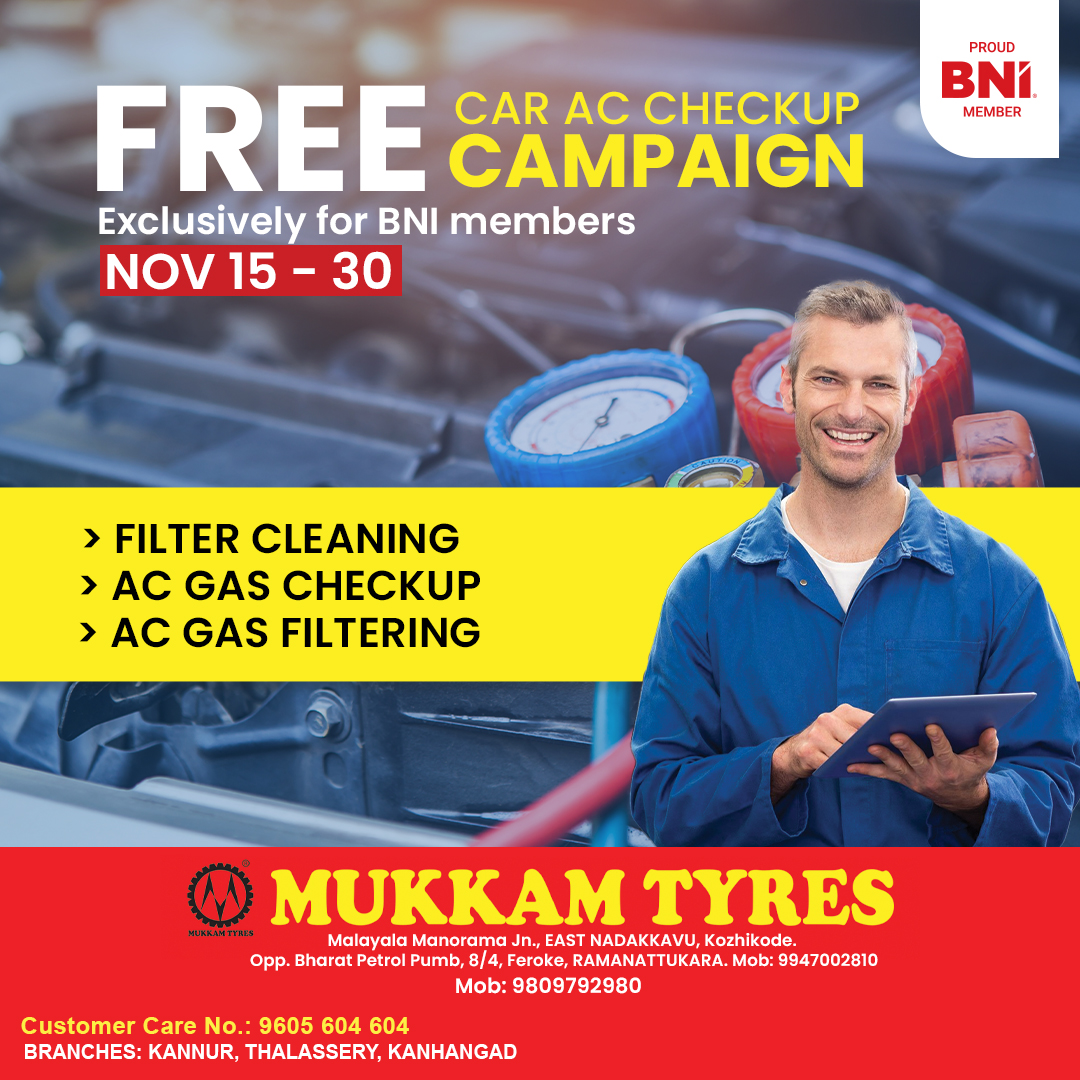 PROUD
BNI®
MEMBER
FREE CAR AC CHECKUP
CAMPAIGN
Exclusively for BNI members
NOV 15 - 30
CAUTION
> FILTER CLEANING
> AC GAS CHECKUP
> AC GAS FILTERING
®
MUKKAM TYRES
MUKKAM TYRES
Malayala Manorama Jn., EAST NADAKKAVU, Kozhikode.
Opp. Bharat Petrol Pumb, 8/4, Feroke, RAMANATTUKARA. Mob: 9947002810
Mob: 9809792980
Customer Care No.: 9605 604 604
BRANCHES: KANNUR, THALASSERY, KANHANGAD